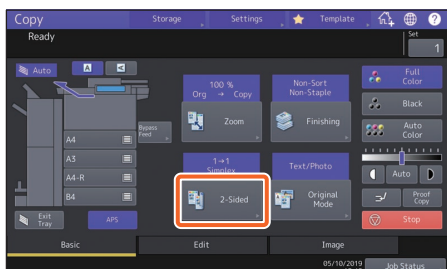 Copy Storage Settings Template ?
Ready Set
1
Auto A
100 %
Org → Copy
Non-Sort
Non-Staple
Full
Color
Zoom Finishing
Black
Bypass
Feed
Auto
Color
A4
A3
A4-R
B4
1→1
Simplex
Text/Photo
Auto
2-Sided
Original
Mode
Proof
Copy
Exit
Tray
APS
Stop
Basic Edit Image
05/10/2019
Job Status